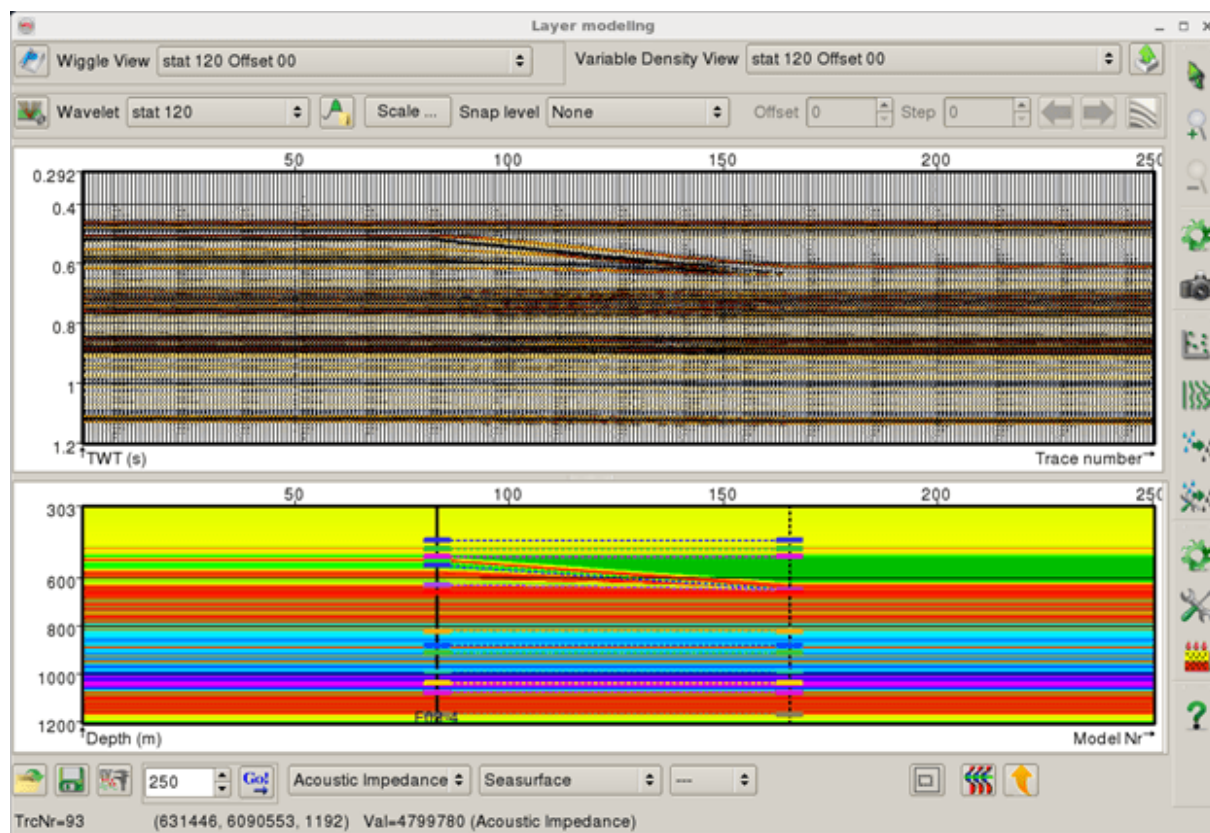 Layer modeling
Wiggle View stat 120 Offset 00 Variable Density View stat 120 Offset 00
Wavelet stat 120 Scale ... Snap level None Offset 0 Step 0
50 100 150 200 250
0.292
0.4
0.6
0.8
1
1.2
TWT (s) Trace number
50 100 150 200 250
303
600
800
1000
1200
Depth (m) Model Nr
250 Go! Acoustic Impedance Seasurface ---
TrcNr=93 (631446, 6090553, 1192) Val=4799780 (Acoustic Impedance)